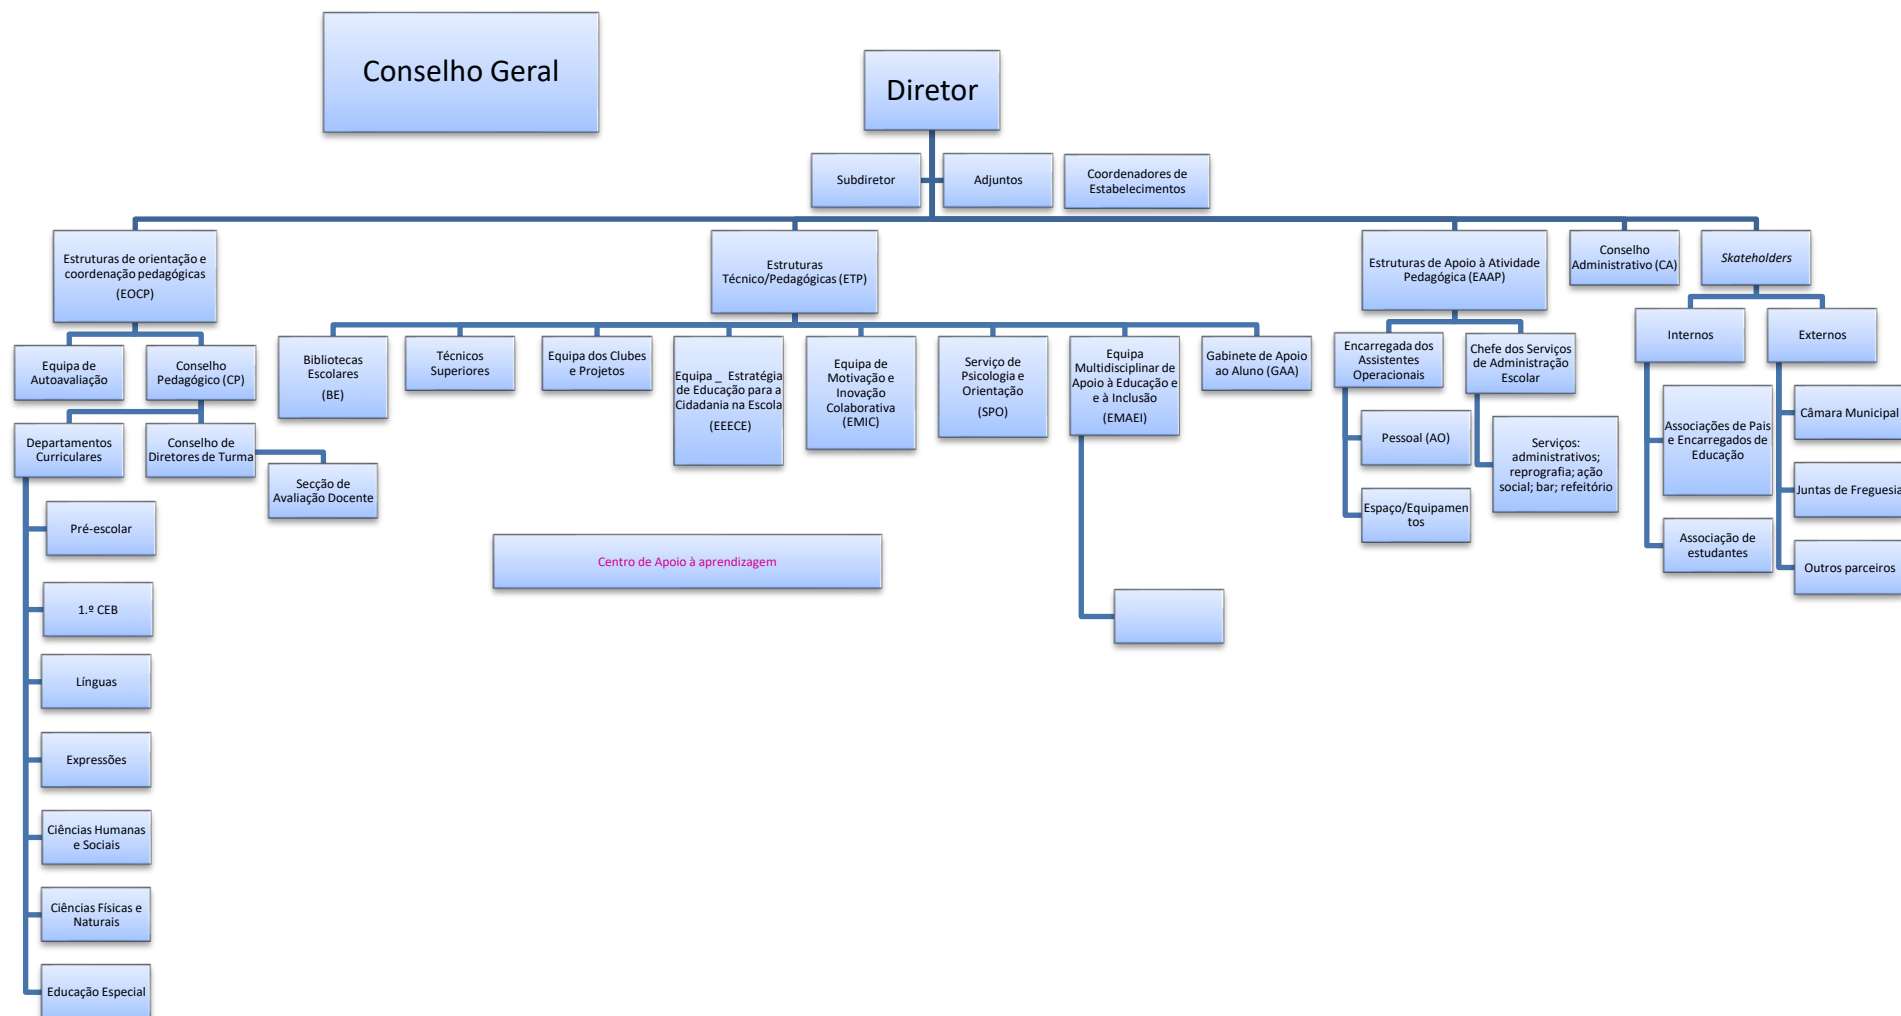 Conselho Geral
Diretor
Subdiretor
Adjuntos
Coordenadores de
Estabelecimentos
Estruturas de orientação e
coordenação pedagógicas
(EOCP)
Estruturas
Técnico/Pedagógicas (ETP)
Estruturas de Apoio à Atividade
Pedagógica (EAAP)
Conselho
Administrativo (CA)
Skateholders
Equipa de
Autoavaliação
Conselho
Pedagógico (CP)
Bibliotecas
Escolares
(BE)
Técnicos
Superiores
Equipa dos Clubes
e Projetos
Equipa _ Estratégia
de Educação para a
Cidadania na Escola
(EEECE)
Equipa de
Motivação e
Inovação
Colaborativa
(EMIC)
Serviço de
Psicologia e
Orientação
(SPO)
Equipa
Multidisciplinar de
Apoio à Educação e
e à Inclusão
(EMAEI)
Gabinete de Apoio
ao Aluno (GAA)
Encarregada dos
Assistentes
Operacionais
Chefe dos Serviços
de Administração
Escolar
Internos
Externos
Departamentos
Curriculares
Conselho de
Diretores de Turma
Secção de
Avaliação Docente
Pessoal (AO)
Espaço/Equipamen
tos
Serviços:
administrativos;
reprografia; ação
social; bar; refeitório
Associações de Pais
e Encarregados de
Educação
Associação de
estudantes
Câmara Municipal
Juntas de Freguesia
Outros parceiros
Centro de Apoio à aprendizagem
Pré-escolar
1.º CEB
Línguas
Expressões
Ciências Humanas
e Sociais
Ciências Físicas e
Naturais
Educação Especial